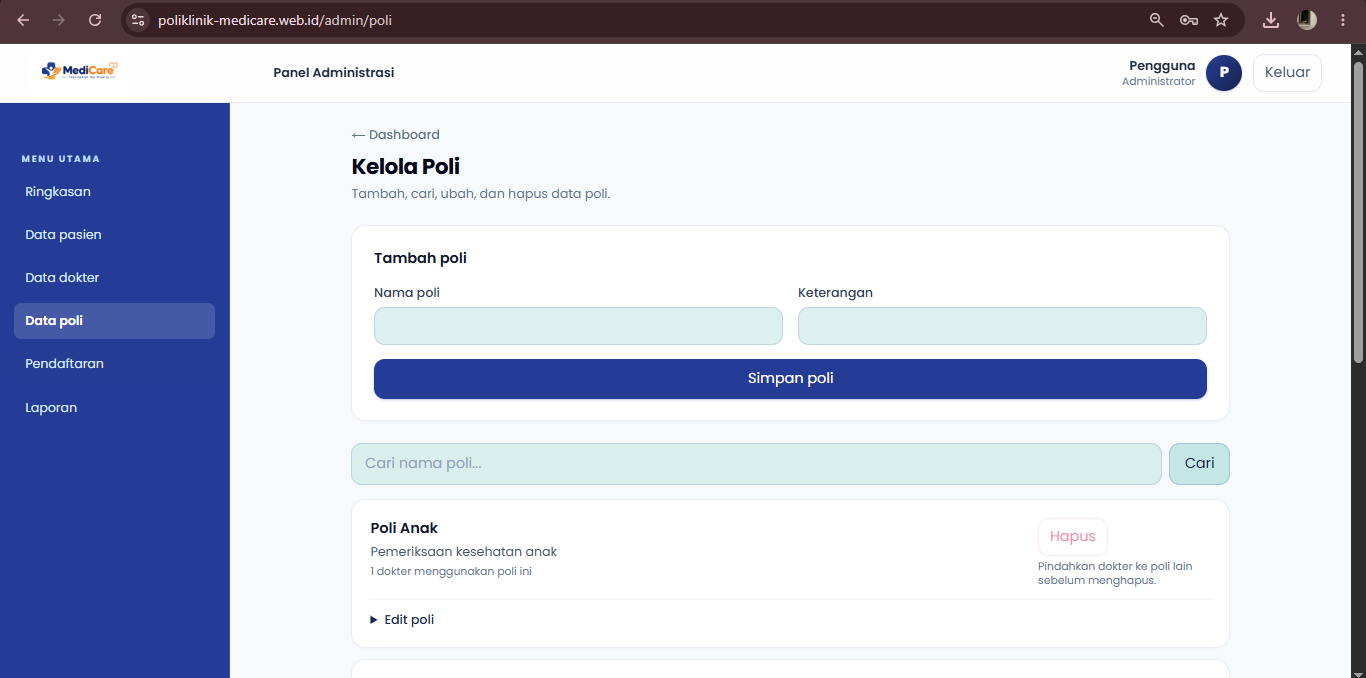 poliklinik-medicare.web.id/admin/poli
MediCare
Panel Administrasi
Pengguna
Administrator
P
Keluar
MENU UTAMA
Ringkasan
Data pasien
Data dokter
Data poli
Pendaftaran
Laporan
← Dashboard
Kelola Poli
Tambah, cari, ubah, dan hapus data poli.
Tambah poli
Nama poli
Keterangan
Simpan poli
Cari nama poli...
Cari
Poli Anak
Pemeriksaan kesehatan anak
1 dokter menggunakan poli ini
Hapus
Pindahkan dokter ke poli lain
sebelum menghapus.
▶ Edit poli